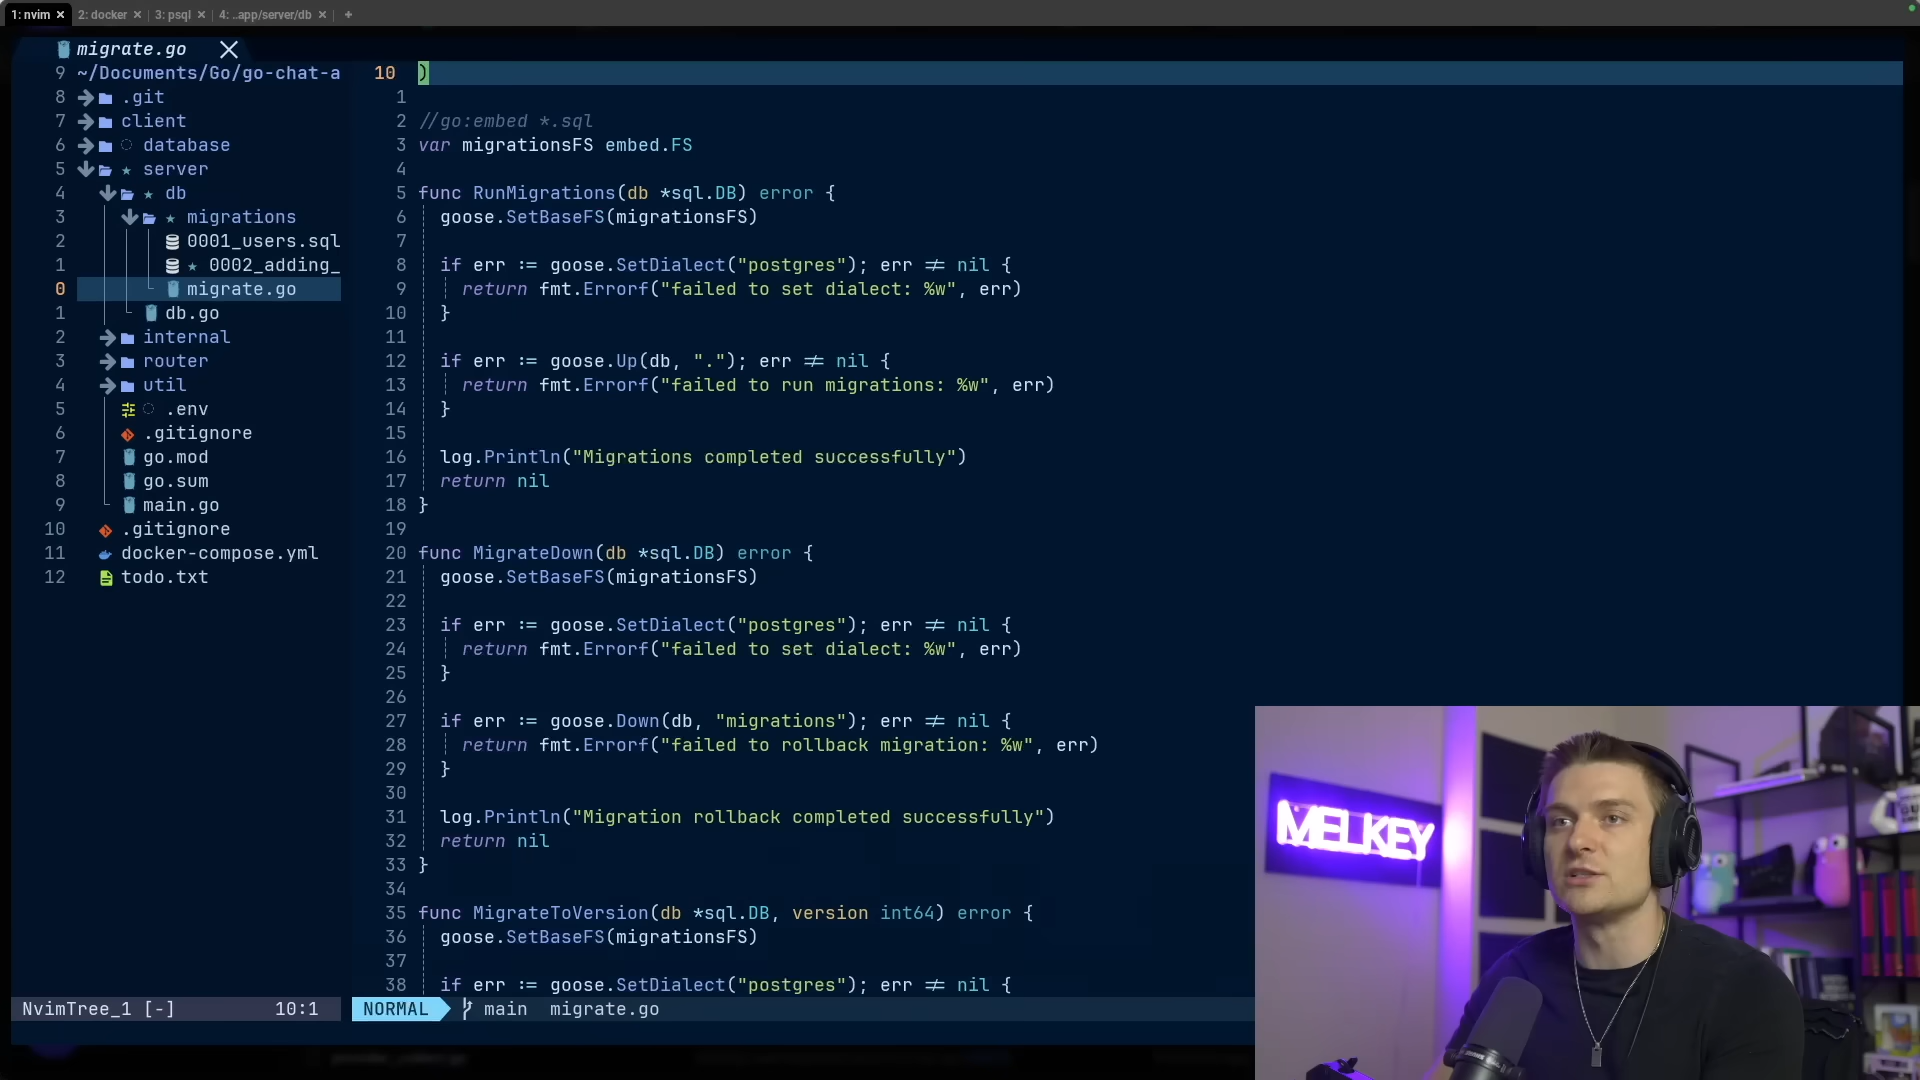 1: nvim × 2: docker × 3: psql × 4: ..app/server/db × +
migrate.go
9 ~/Documents/Go/go-chat-a
8 .git
7 client
6 database
5 server
4 db
3 migrations
2 0001_users.sql
1 0002_adding_
0 migrate.go
1 db.go
2 internal
3 router
4 util
5 .env
6 .gitignore
7 go.mod
8 go.sum
9 main.go
10 .gitignore
11 docker-compose.yml
12 todo.txt
NvimTree_1 [-] 10:1
10 )
1
2 //go:embed *.sql
3 var migrationsFS embed.FS
4
5 func RunMigrations(db *sql.DB) error {
6 goose.SetBaseFS(migrationsFS)
7
8 if err := goose.SetDialect("postgres"); err ≠ nil {
9 return fmt.Errorf("failed to set dialect: %w", err)
10 }
11
12 if err := goose.Up(db, "."); err ≠ nil {
13 return fmt.Errorf("failed to run migrations: %w", err)
14 }
15
16 log.Println("Migrations completed successfully")
17 return nil
18 }
19
20 func MigrateDown(db *sql.DB) error {
21 goose.SetBaseFS(migrationsFS)
22
23 if err := goose.SetDialect("postgres"); err ≠ nil {
24 return fmt.Errorf("failed to set dialect: %w", err)
25 }
26
27 if err := goose.Down(db, "migrations"); err ≠ nil {
28 return fmt.Errorf("failed to rollback migration: %w", err)
29 }
30
31 log.Println("Migration rollback completed successfully")
32 return nil
33 }
34
35 func MigrateToVersion(db *sql.DB, version int64) error {
36 goose.SetBaseFS(migrationsFS)
37
38 if err := goose.SetDialect("postgres"); err ≠ nil {
NORMAL main migrate.go
MELKEY